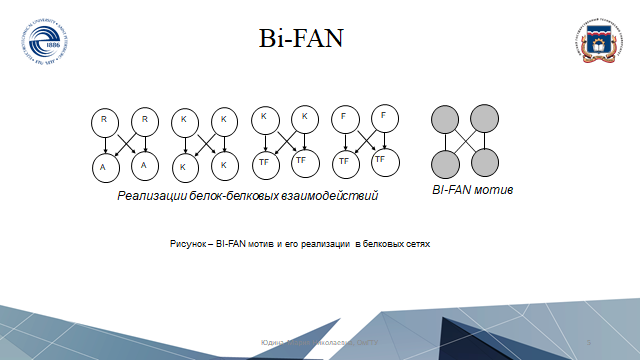 Bi-FAN
R R K K K K F F
A A K K TF TF TF TF
Реализации белок-белковых взаимодействий
BI-FAN мотив
Рисунок – BI-FAN мотив и его реализации в белковых сетях
1886